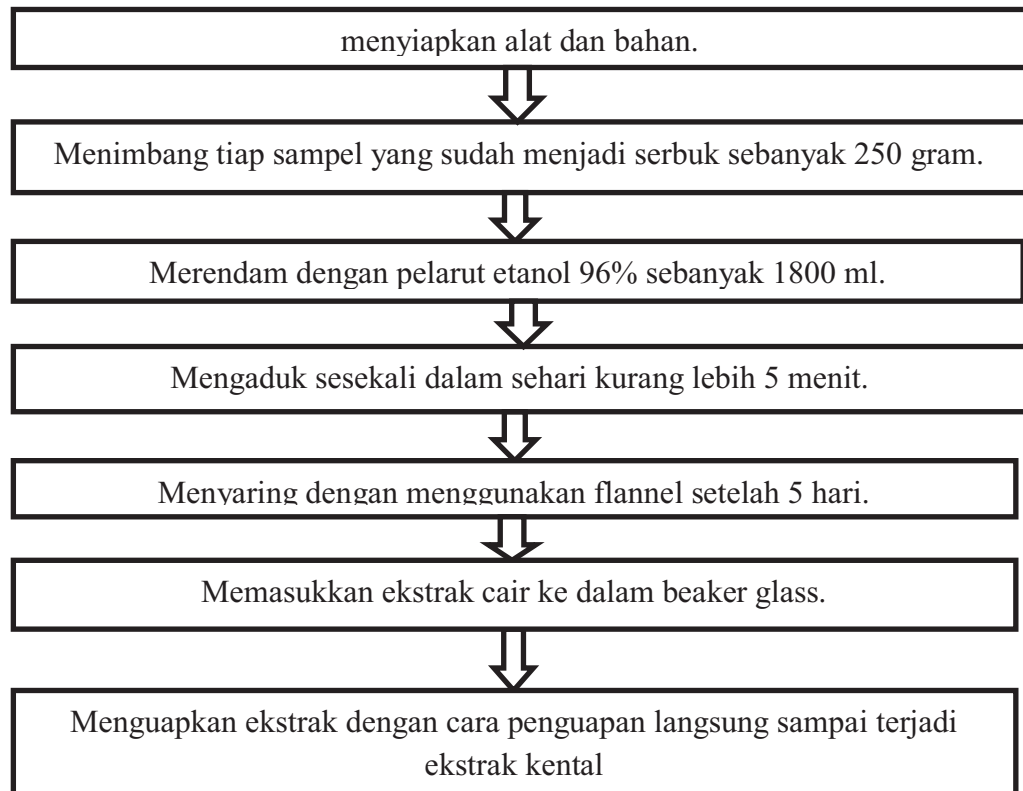 menyiapkan alat dan bahan.
Menimbang tiap sampel yang sudah menjadi serbuk sebanyak 250 gram.
Merendam dengan pelarut etanol 96% sebanyak 1800 ml.
Mengaduk sesekali dalam sehari kurang lebih 5 menit.
Menyaring dengan menggunakan flannel setelah 5 hari.
Memasukkan ekstrak cair ke dalam beaker glass.
Menguapkan ekstrak dengan cara penguapan langsung sampai terjadi
ekstrak kental